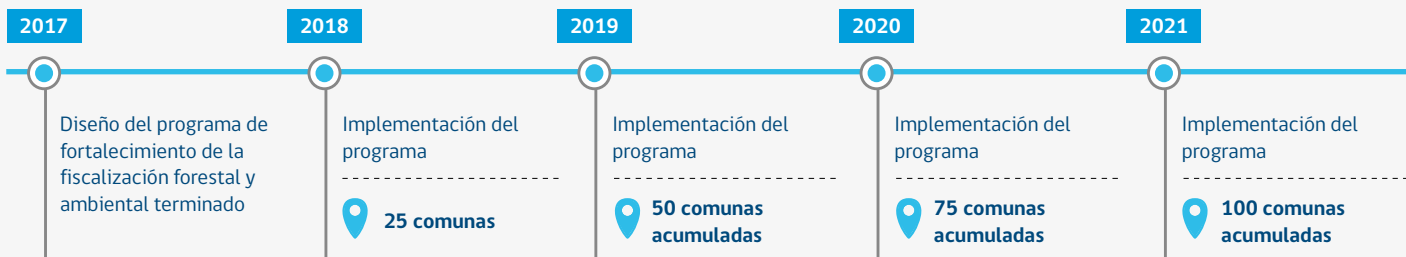 2017
Diseño del programa de
fortalecimiento de la
fiscalización forestal y
ambiental terminado
2018
Implementación del
programa
25 comunas
2019
Implementación del
programa
50 comunas
acumuladas
2020
Implementación del
programa
75 comunas
acumuladas
2021
Implementación del
programa
100 comunas
acumuladas